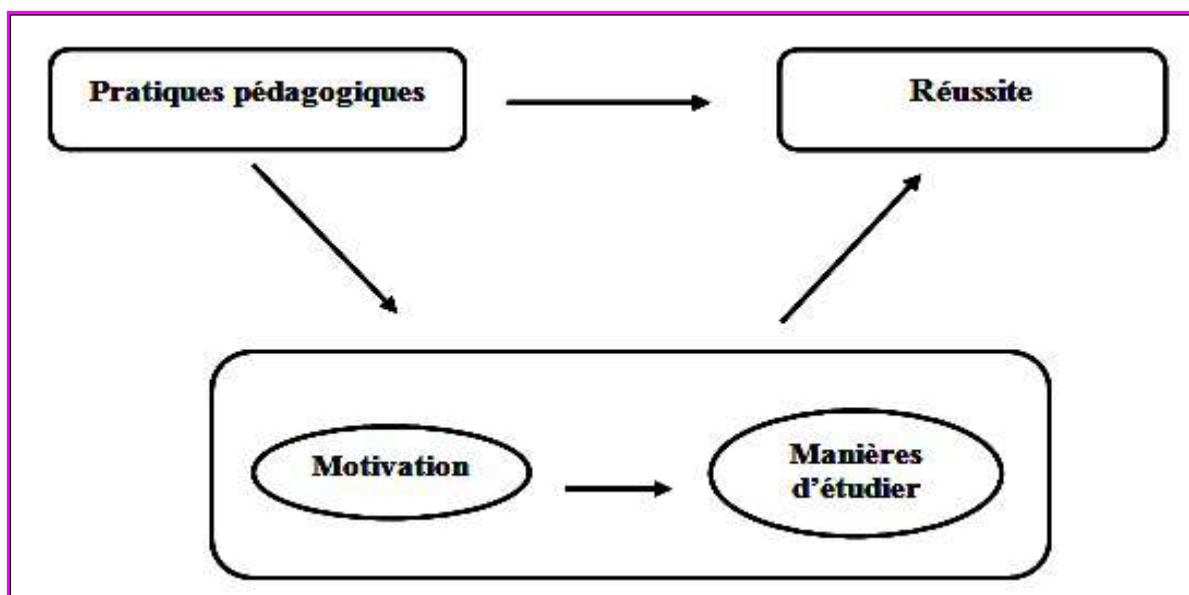 Pratiques pédagogiques
Réussite
Motivation
Manières
d'étudier